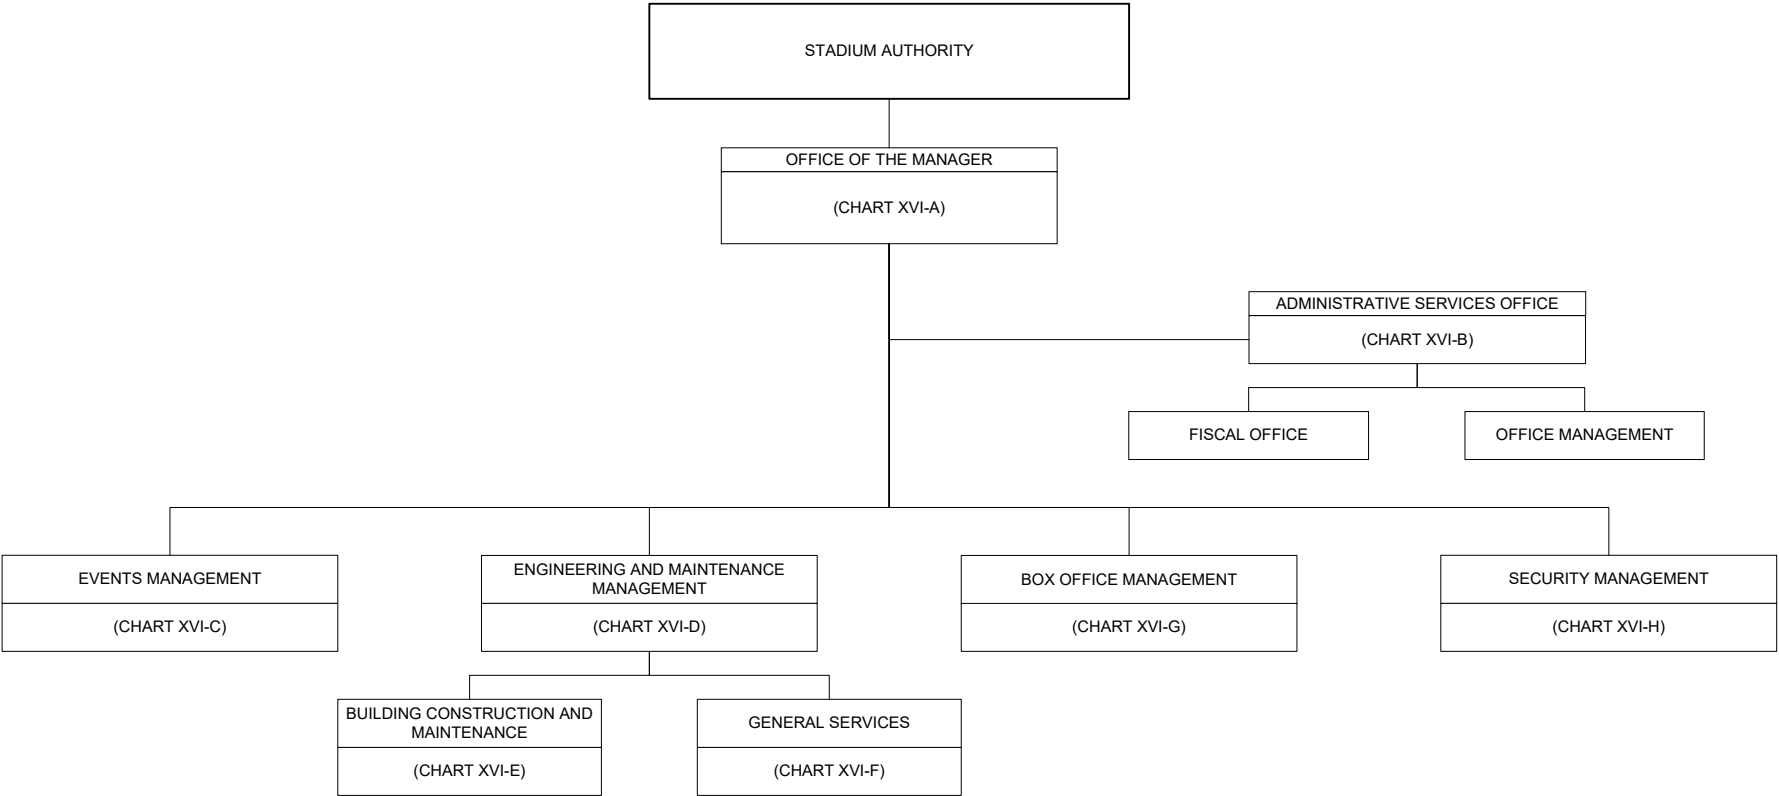 STADIUM AUTHORITY
OFFICE OF THE MANAGER
(CHART XVI-A)
ADMINISTRATIVE SERVICES OFFICE
(CHART XVI-B)
FISCAL OFFICE
OFFICE MANAGEMENT
EVENTS MANAGEMENT
(CHART XVI-C)
ENGINEERING AND MAINTENANCE
MANAGEMENT
(CHART XVI-D)
BOX OFFICE MANAGEMENT
(CHART XVI-G)
SECURITY MANAGEMENT
(CHART XVI-H)
BUILDING CONSTRUCTION AND
MAINTENANCE
(CHART XVI-E)
GENERAL SERVICES
(CHART XVI-F)